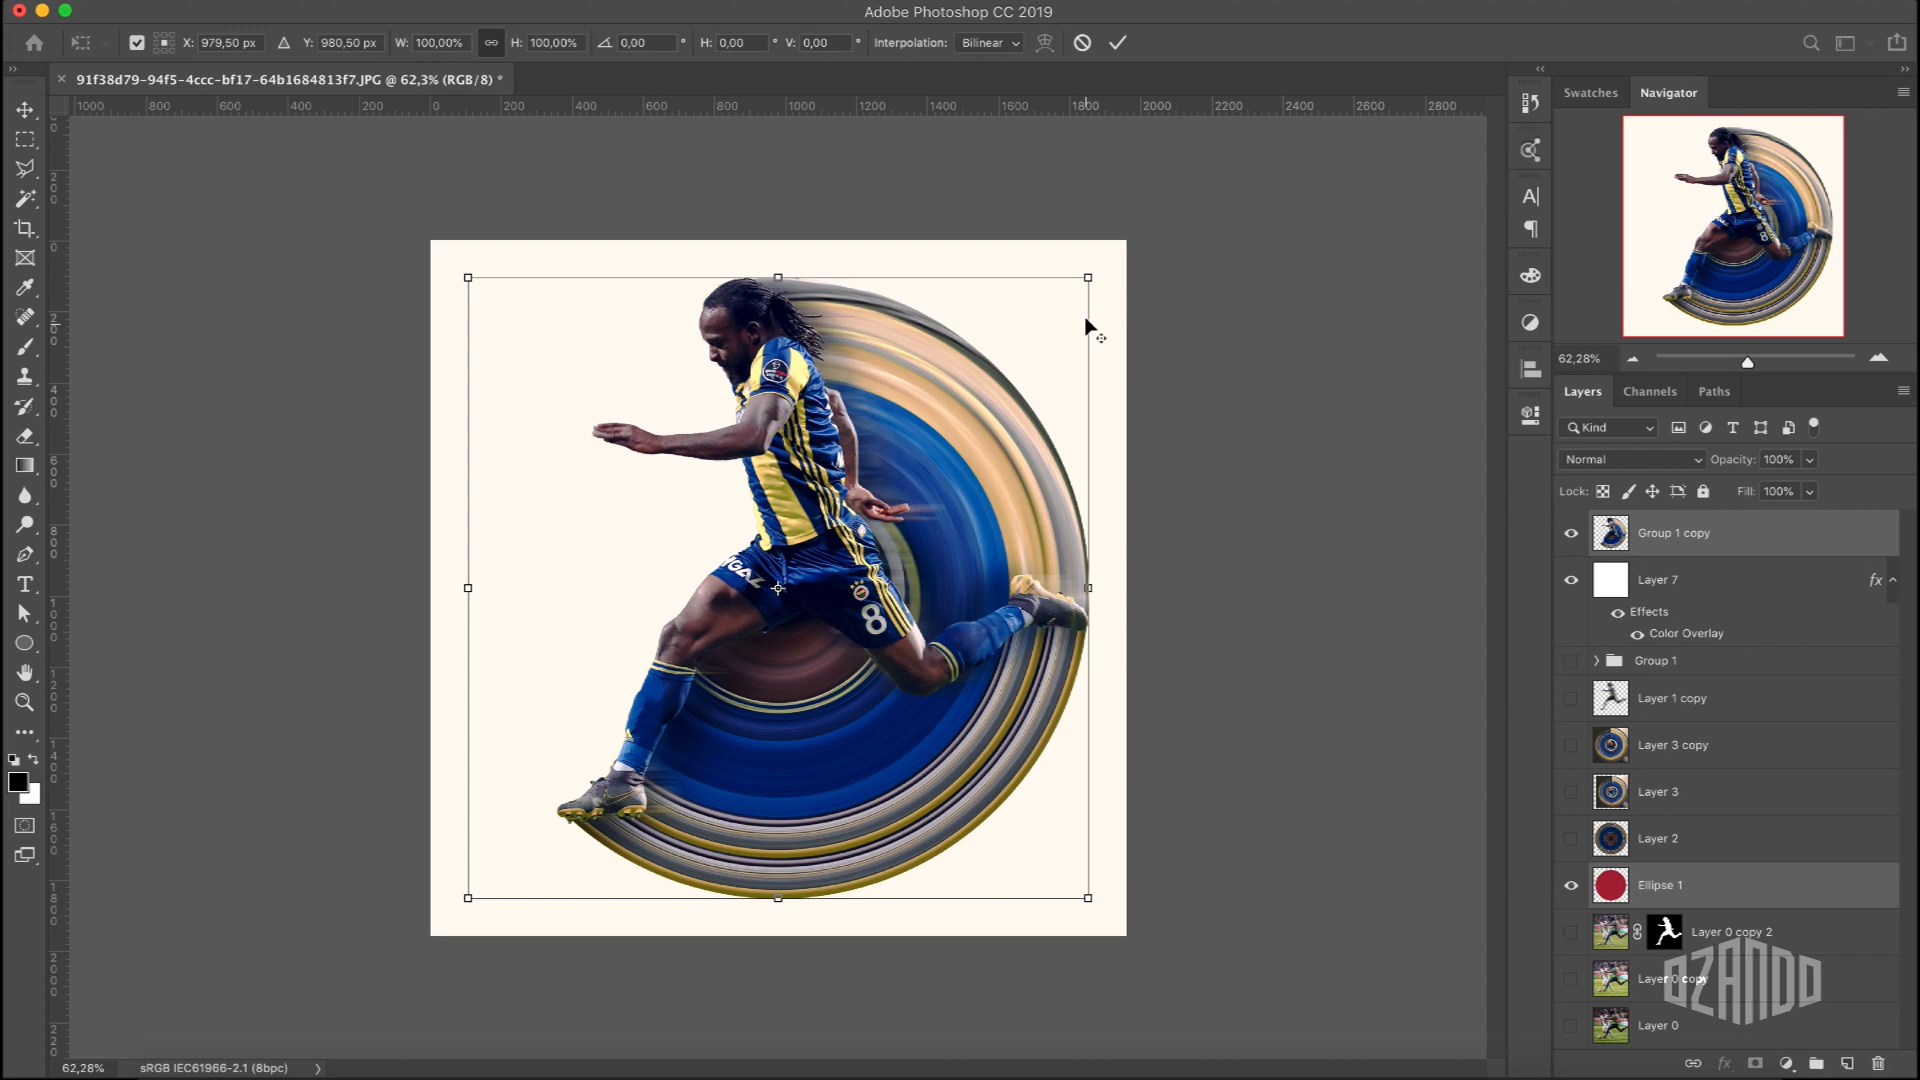 Adobe Photoshop CC 2019
X: 979,50 px Y: 980,50 px W: 100,00% H: 100,00% 0,00 ° H: 0,00 ° V: 0,00 ° Interpolation: Bilinear
91f38d79-94f5-4ccc-bf17-64b1684813f7.JPG @ 62,3% (RGB/8) *
1000 800 600 400 200 0 200 400 600 800 1000 1200 1400 1600 1800 2000 2200 2400 2600 2800
Swatches Navigator
62,28%
Layers Channels Paths
Kind
Normal Opacity: 100%
Lock: Fill: 100%
Group 1 copy
Layer 7 fx
Effects
Color Overlay
Group 1
Layer 1 copy
Layer 3 copy
Layer 3
Layer 2
Ellipse 1
Layer 0 copy 2
Layer 0 copy
Layer 0
OZANDO
8
62,28% sRGB IEC61966-2.1 (8bpc)